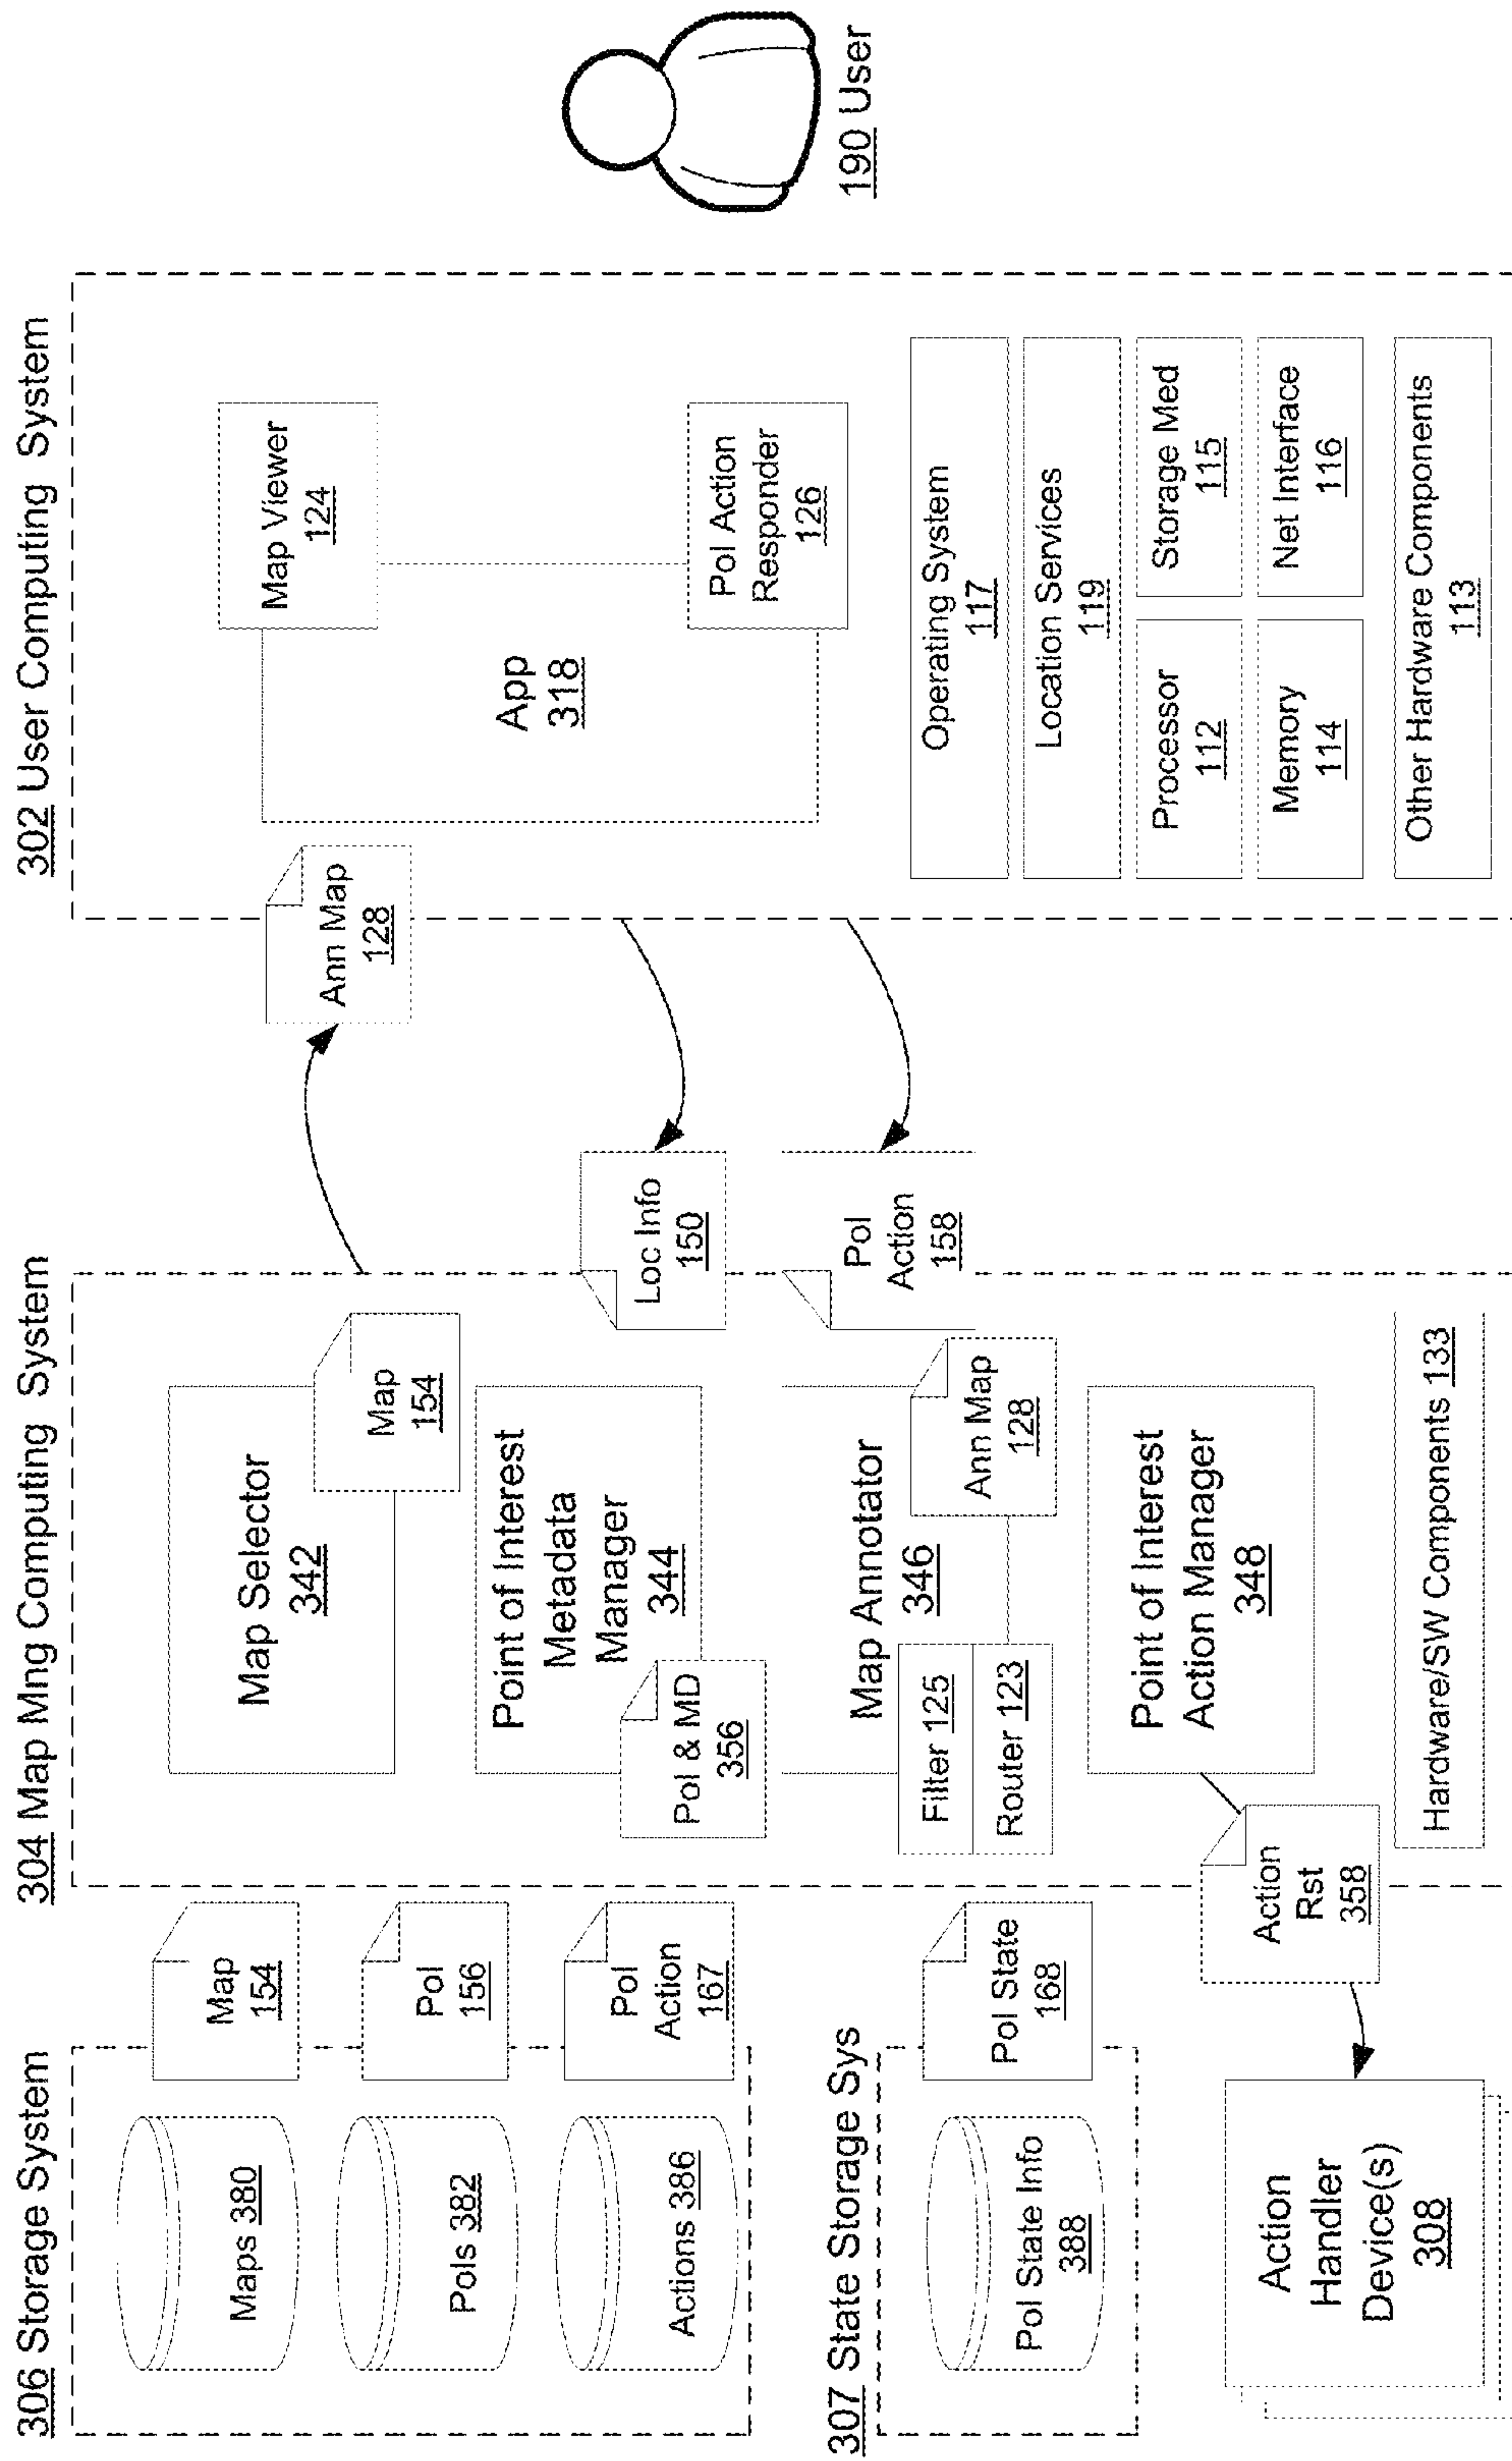 306 Storage System
Maps 380
Map
154
PoIs 382
PoI
156
Actions 386
PoI
Action
167
307 State Storage Sys
PoI State Info
388
PoI State
168
Action
Handler
Device(s)
308
304 Map Mng Computing System
Map Selector
342
Map
154
Point of Interest
Metadata
Manager
344
PoI & MD
356
Map Annotator
346
Filter 125
Router 123
Ann Map
128
Point of Interest
Action Manager
348
Action
Rst
358
Hardware/SW Components 133
Loc Info
150
PoI
Action
158
302 User Computing System
Ann Map
128
App
318
Map Viewer
124
PoI Action
Responder
126
Operating System
117
Location Services
119
Processor
112
Storage Med
115
Memory
114
Net Interface
116
Other Hardware Components
113
190 User